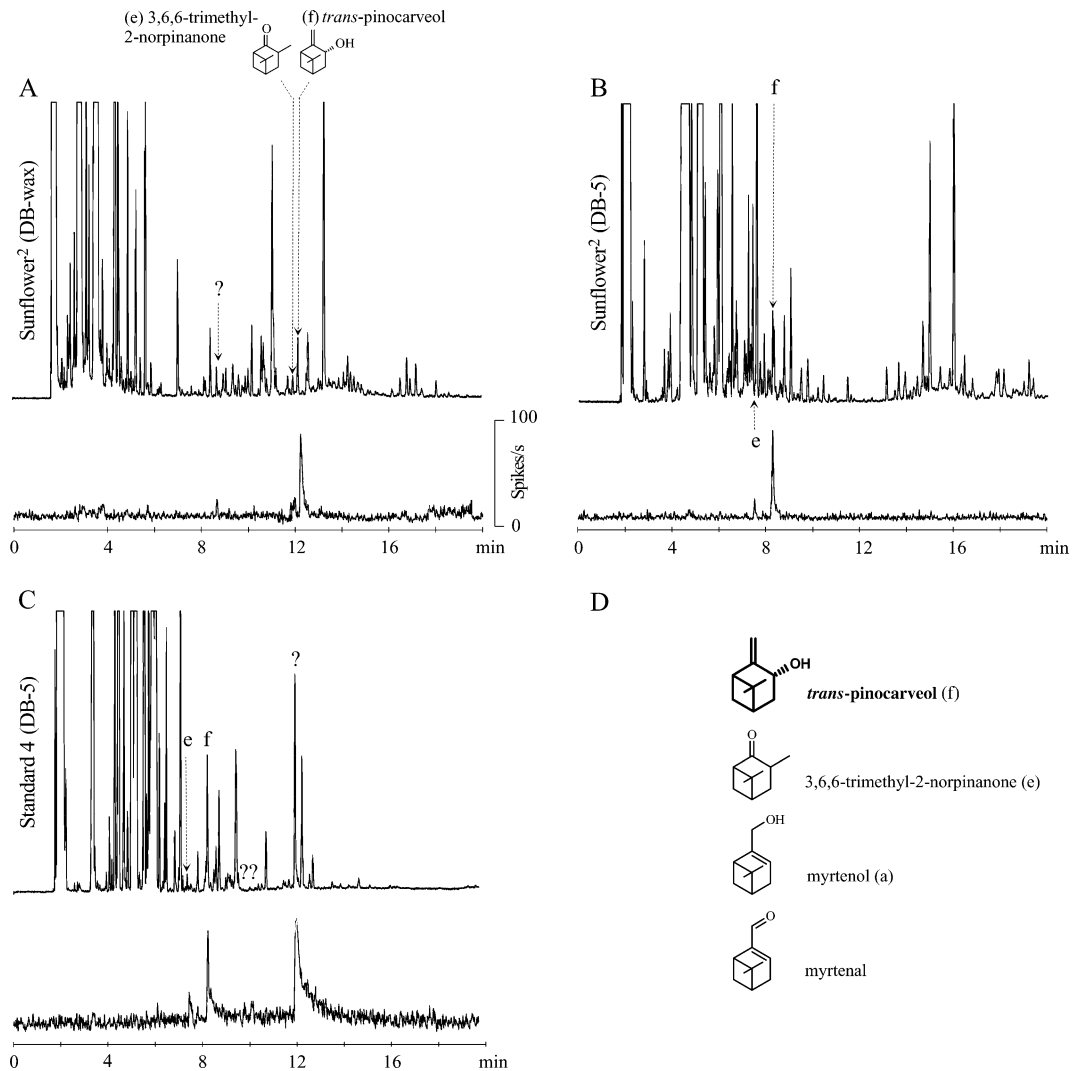 (e) 3,6,6-trimethyl-
2-norpinanone
(f) trans-pinocarveol
O
OH
A
Sunflower² (DB-wax)
?
100
Spikes/s
0
0 4 8 12 16 min
B
Sunflower² (DB-5)
f
e
0 4 8 12 16 min
C
Standard 4 (DB-5)
e f
?
??
0 4 8 12 16 min
D
OH
trans-pinocarveol (f)
O
3,6,6-trimethyl-2-norpinanone (e)
OH
myrtenol (a)
O
myrtenal